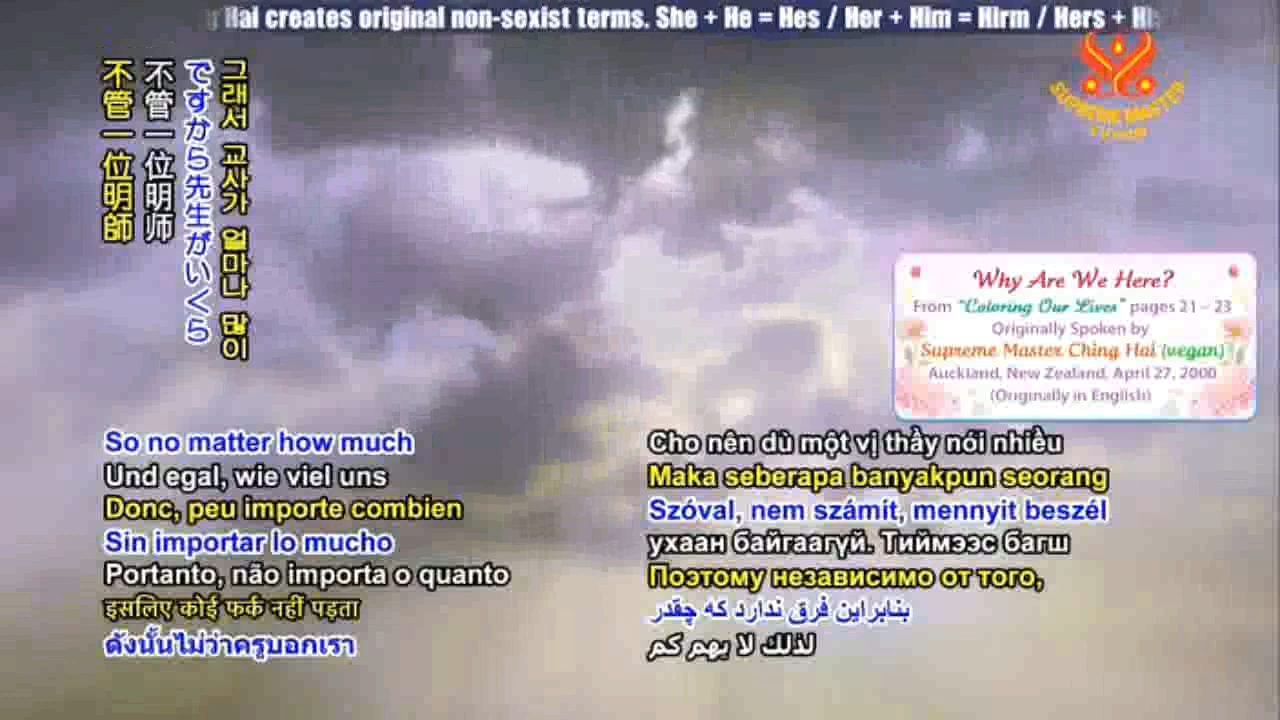 Hai creates original non-sexist terms. She + He = Hes / Her + Him = Hirm / Hers +
SUPREME MASTER
그래서 교사가 얼마나 많이
ですから先生がいくら
不管一位明师
不管一位明師
Why Are We Here?
From "Coloring Our Lives" pages 21 – 23
Originally Spoken by
Supreme Master Ching Hai (vegan)
Auckland, New Zealand, April 27, 2000
(Originally in English)
So no matter how much
Und egal, wie viel uns
Donc, peu importe combien
Sin importar lo mucho
Portanto, não importa o quanto
इसलिए कोई फर्क नहीं पड़ता
ดังนั้นไม่ว่าครูบอกเรา
Cho nên dù một vị thầy nói nhiều
Maka seberapa banyakpun seorang
Szóval, nem számít, mennyit beszél
ухаан байгаагүй. Тиймээс багш
Поэтому независимо от того,
بنابراین فرق ندارد که چقدر
لذلك لا يهم كم